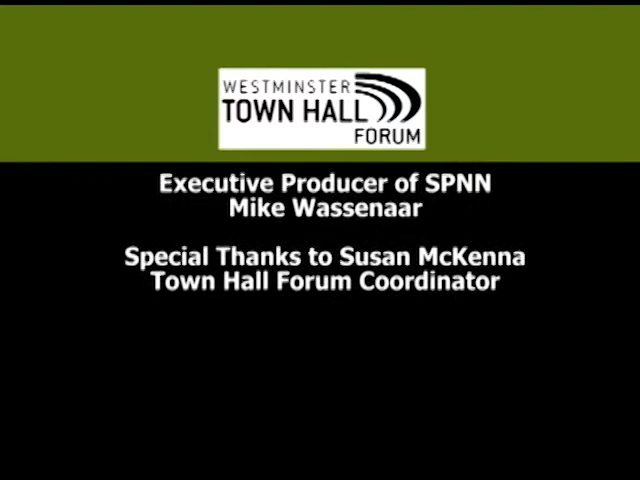 WESTMINSTER
TOWN HALL
FORUM
Executive Producer of SPNN
Mike Wassenaar
Special Thanks to Susan McKenna
Town Hall Forum Coordinator